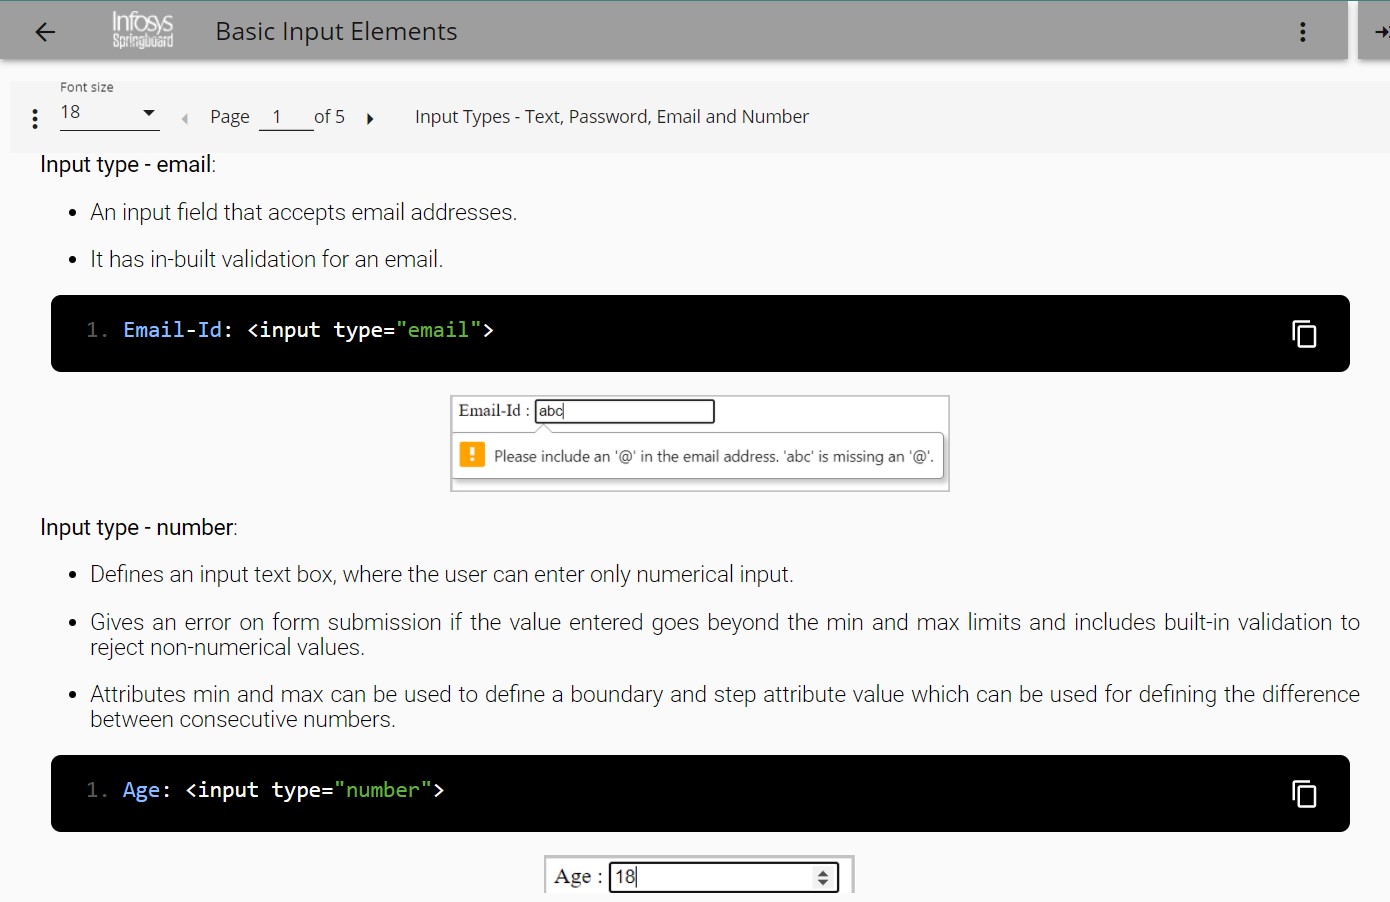 Infosys
Springboard
Basic Input Elements
Font size
18
Page 1 of 5
Input Types - Text, Password, Email and Number
Input type - email:
• An input field that accepts email addresses.
• It has in-built validation for an email.
1. Email-Id: <input type="email">
Email-Id : abc
! Please include an '@' in the email address. 'abc' is missing an '@'.
Input type - number:
• Defines an input text box, where the user can enter only numerical input.
• Gives an error on form submission if the value entered goes beyond the min and max limits and includes built-in validation to
reject non-numerical values.
• Attributes min and max can be used to define a boundary and step attribute value which can be used for defining the difference
between consecutive numbers.
1. Age: <input type="number">
Age : 18